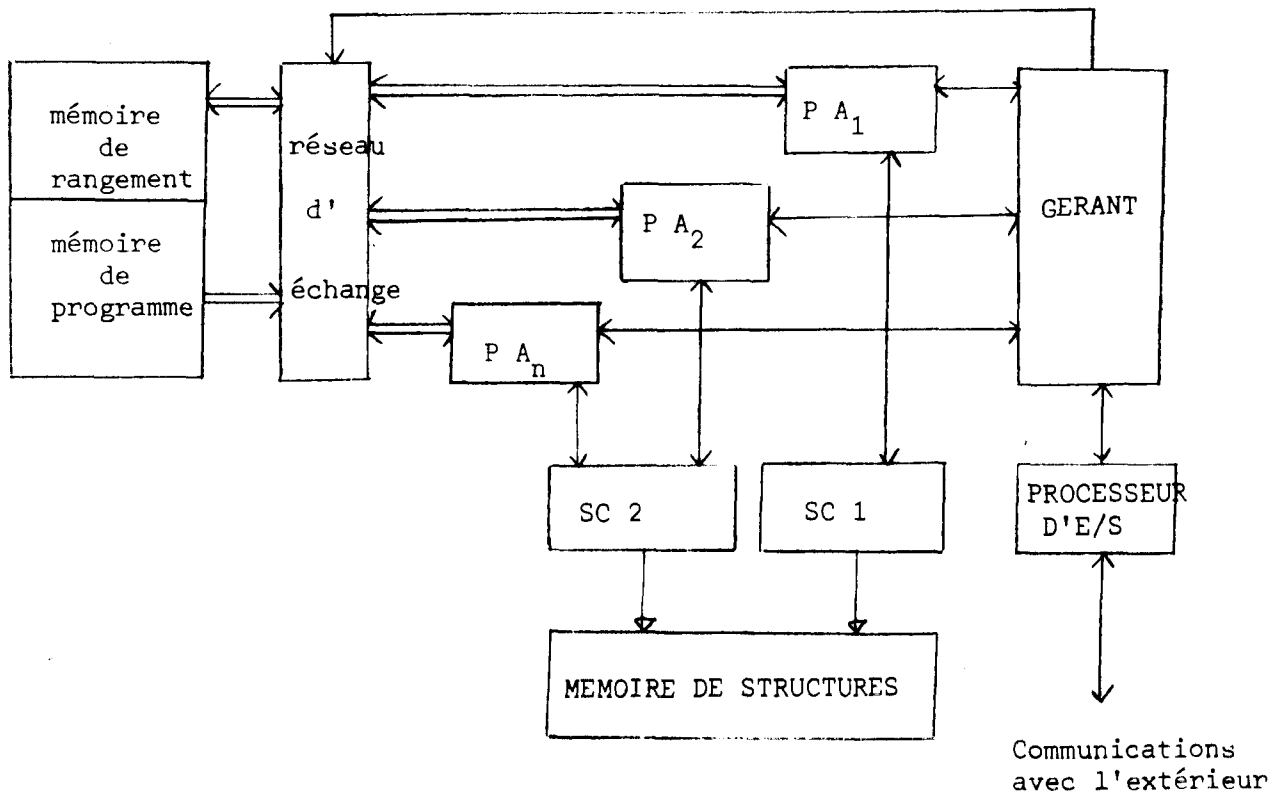 mémoire
de
rangement
mémoire
de
programme
réseau
d'
échange
P A1
P A2
P An
GERANT
SC 2
SC 1
PROCESSEUR
D'E/S
MEMOIRE DE STRUCTURES
Communications
avec l'extérieur